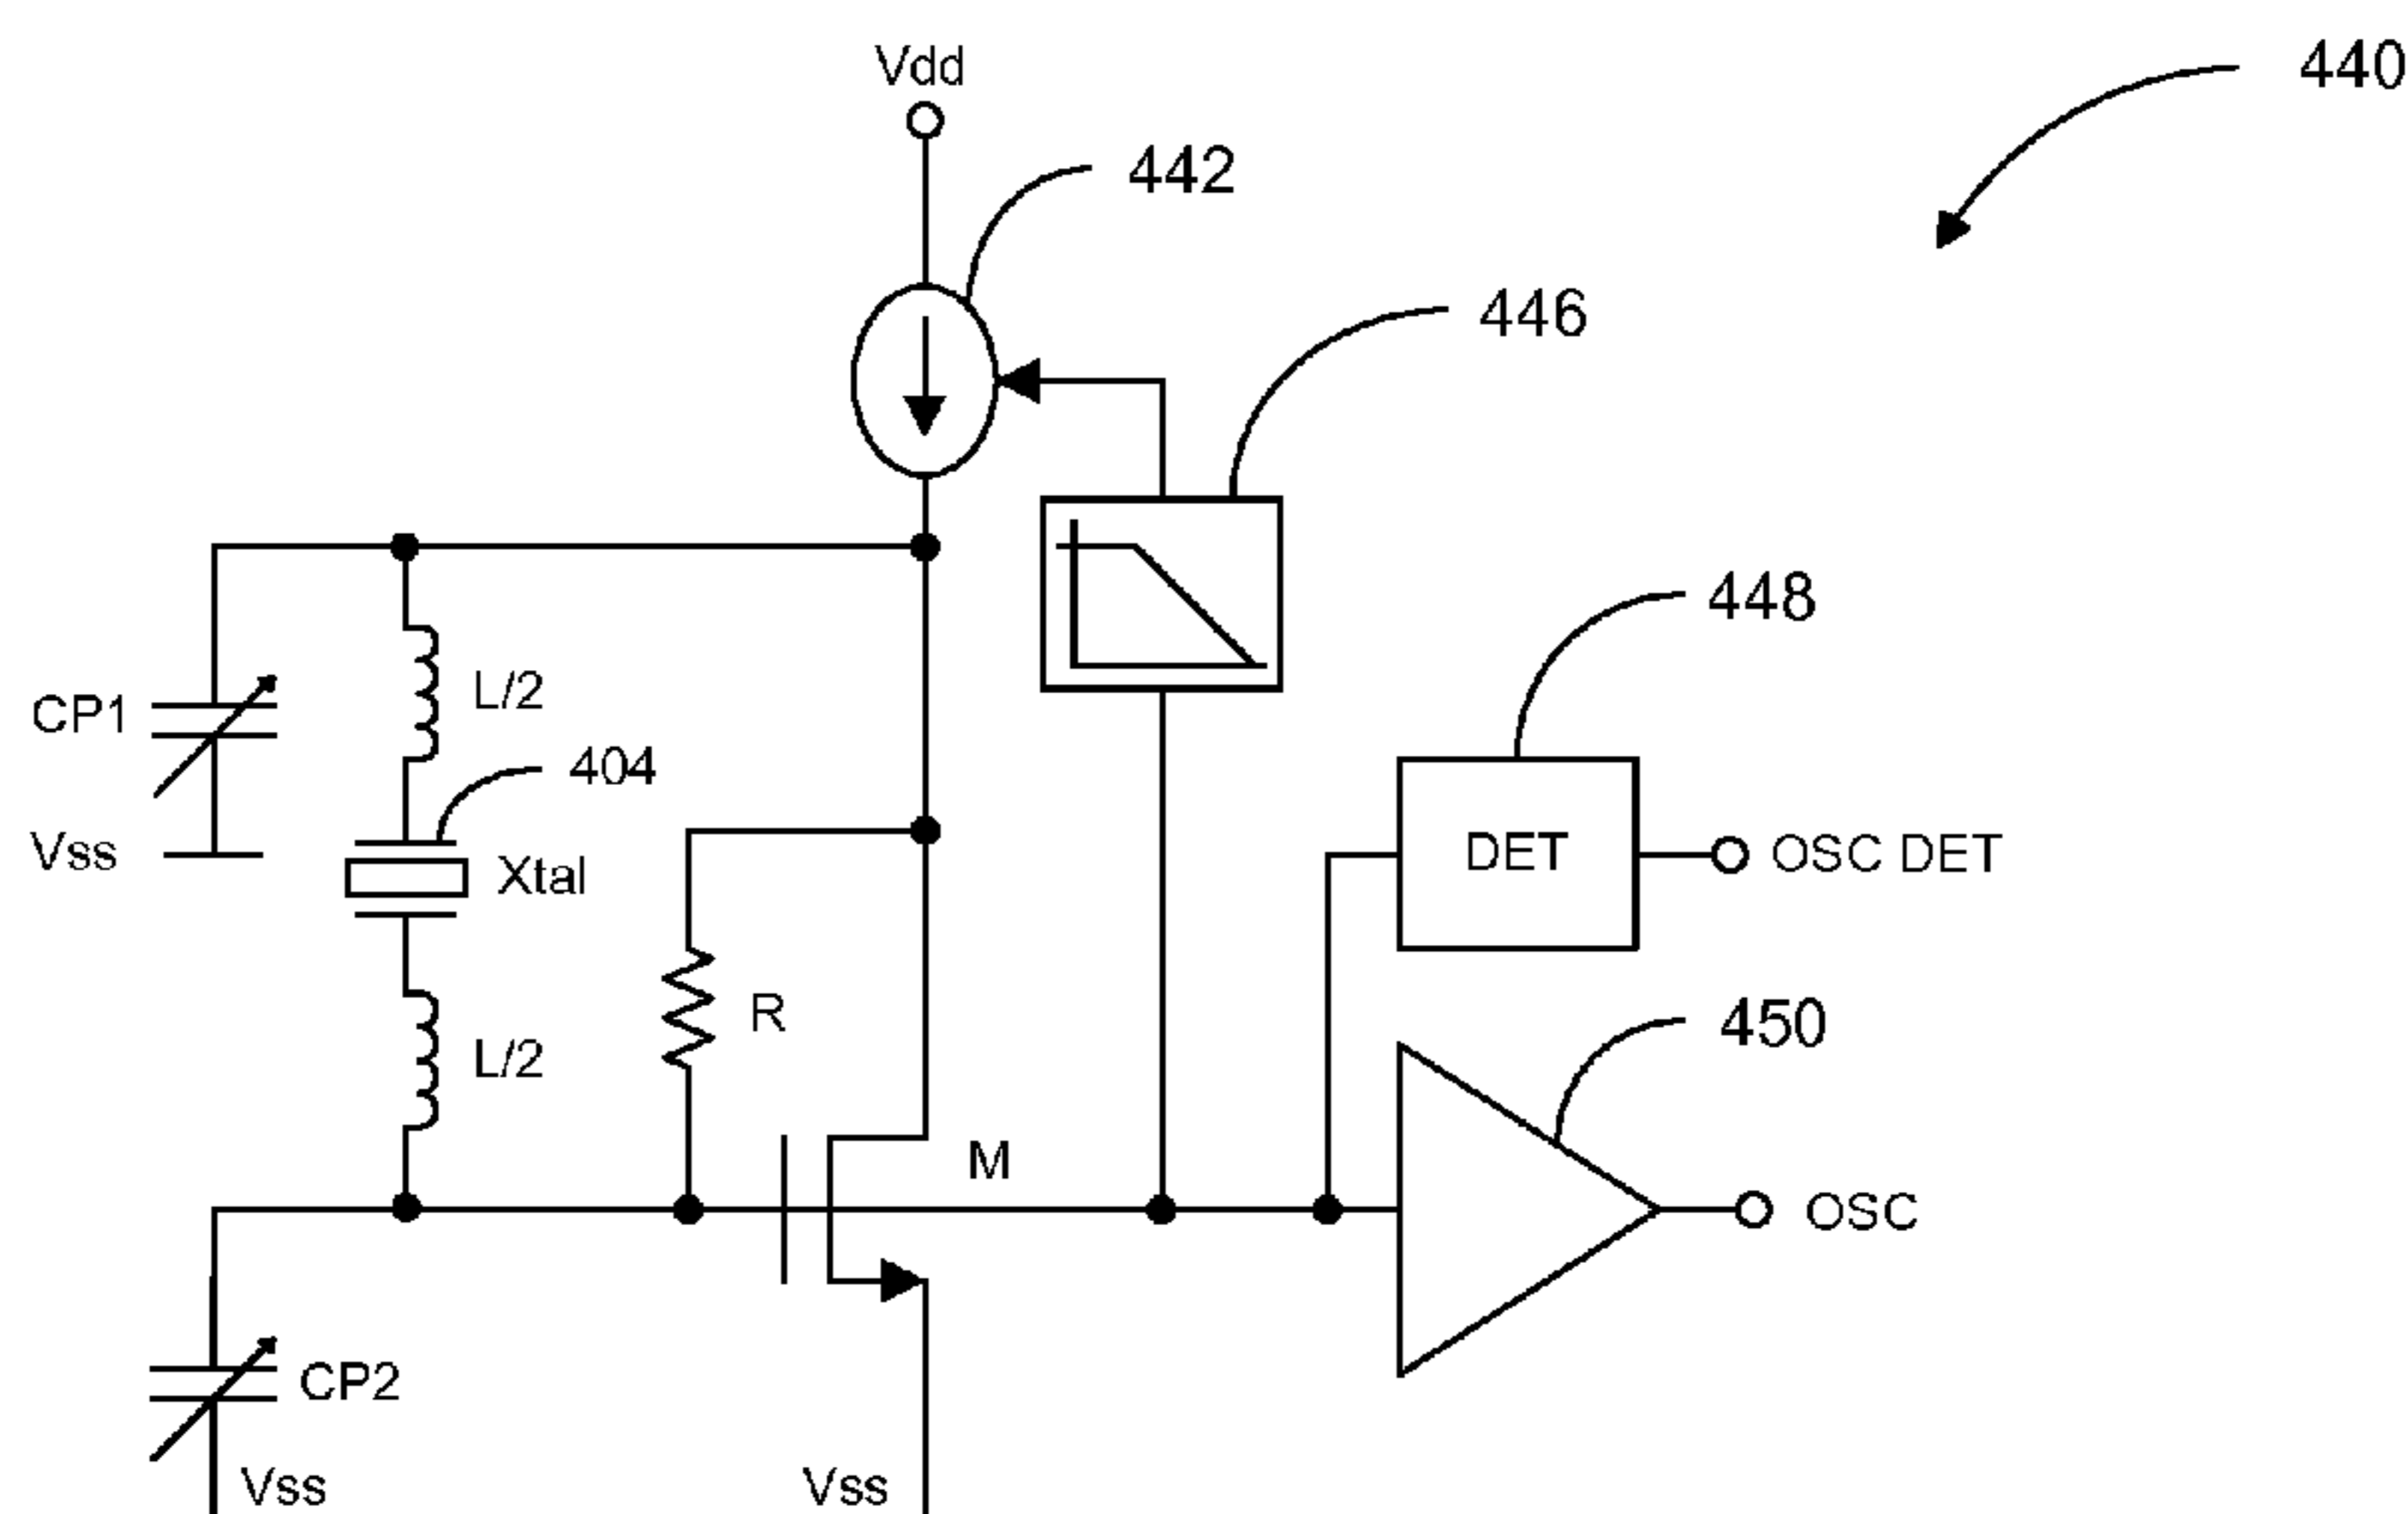 Vdd
440
442
446
448
CP1
L/2
404
Vss
Xtal
DET
OSC DET
R
450
L/2
M
OSC
CP2
Vss
Vss